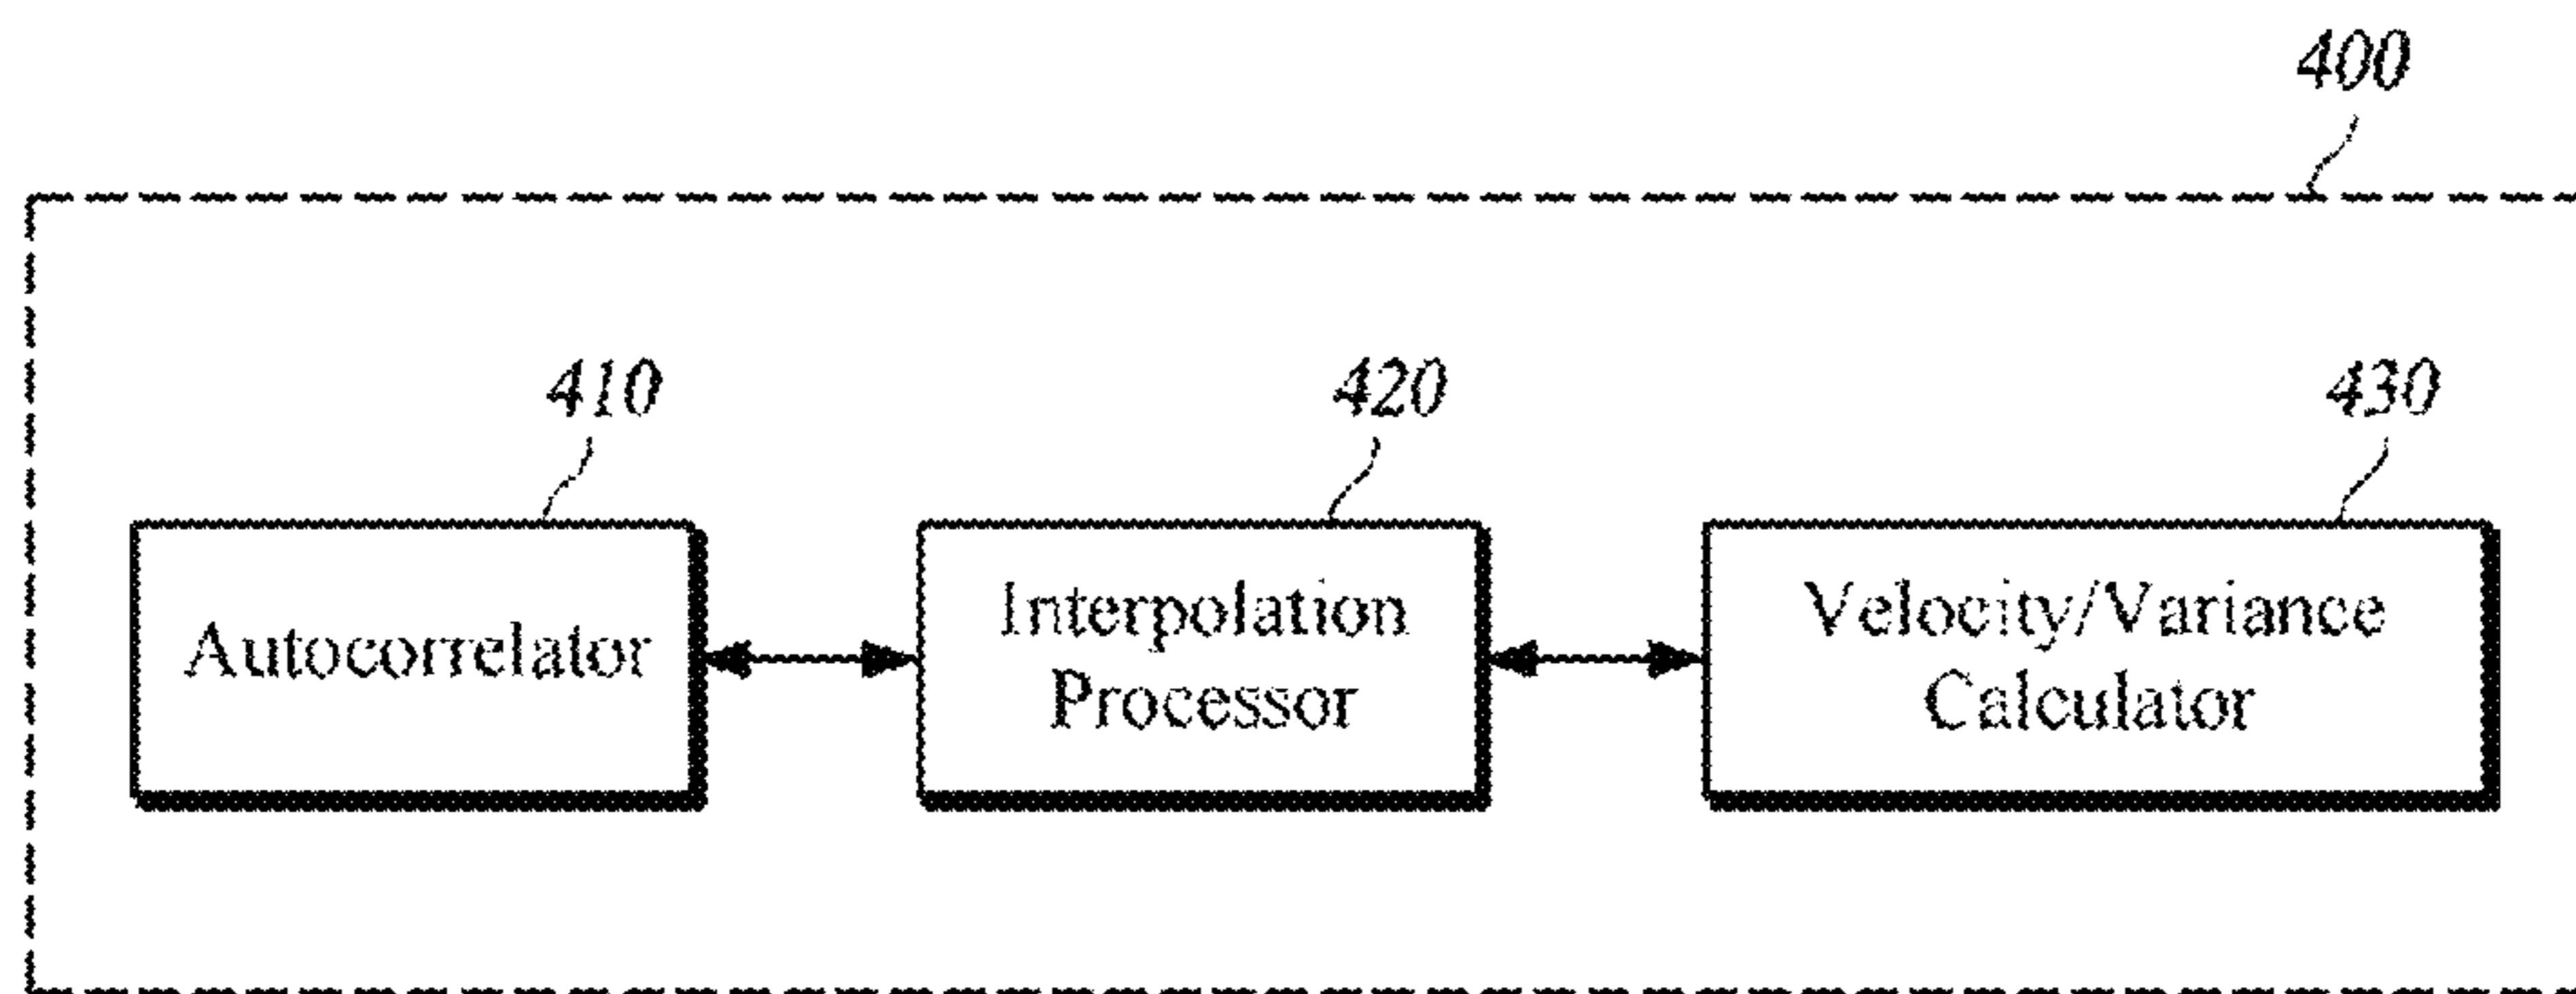 400
410
420
430
Autocorrelator
Interpolation
Processor
Velocity/Variance
Calculator